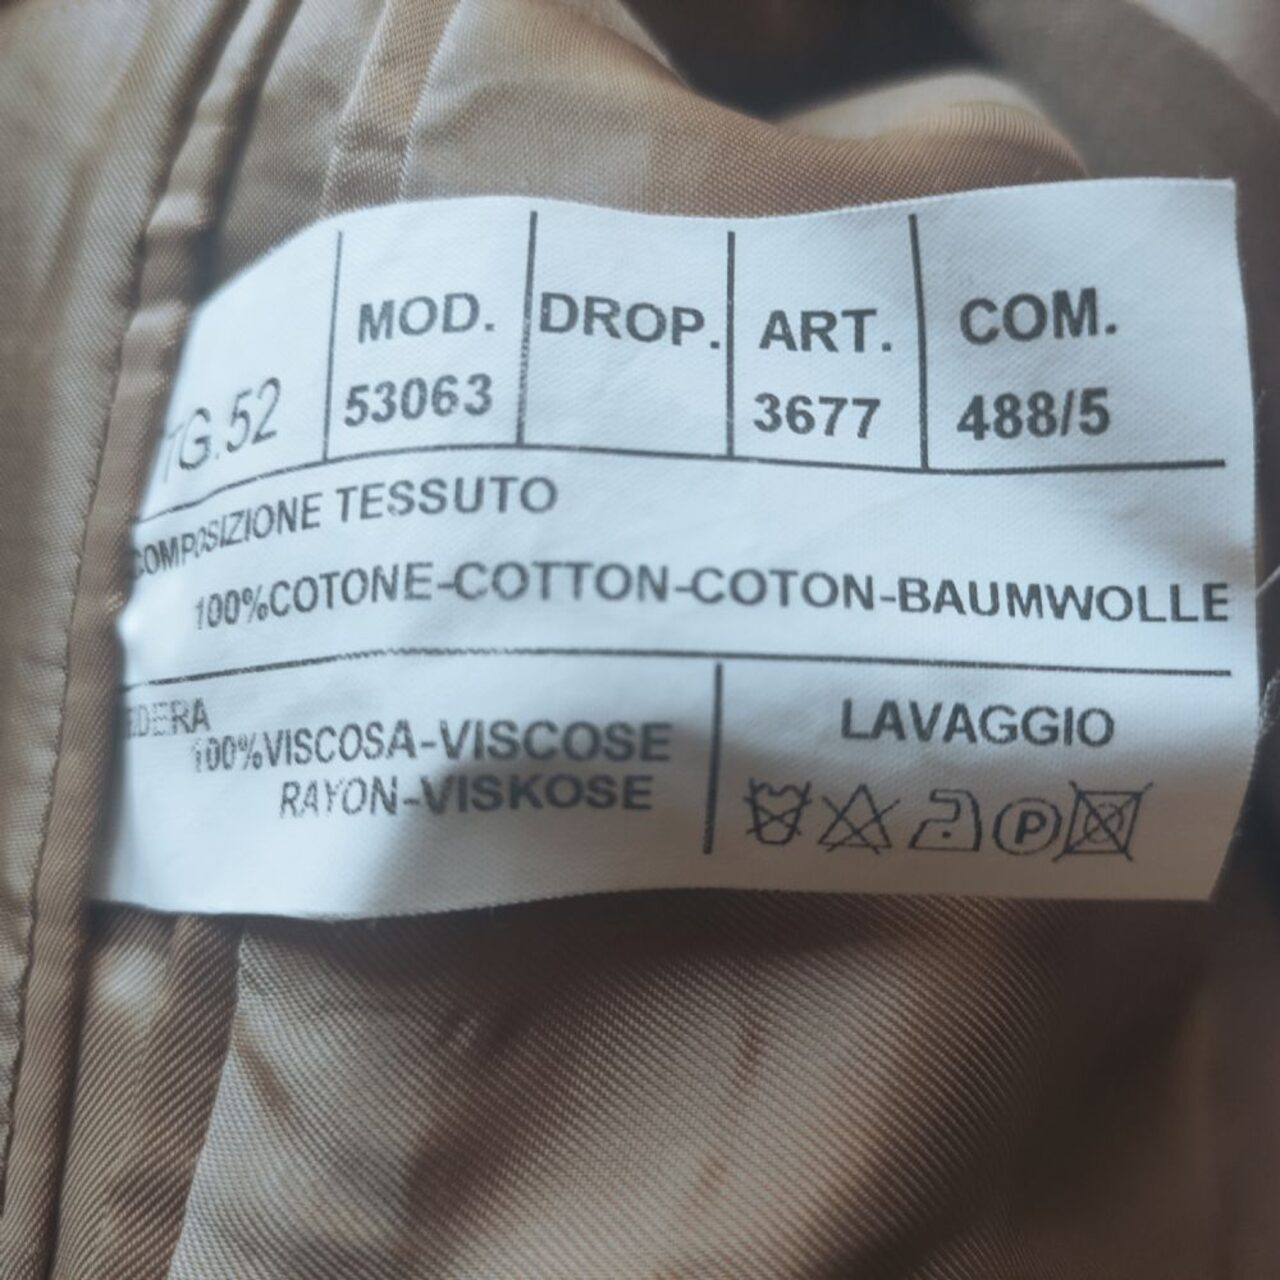 TG.52 MOD. 53063 DROP. ART. 3677 COM. 488/5
COMPOSIZIONE TESSUTO
100%COTONE-COTTON-COTON-BAUMWOLLE
100%VISCOSA-VISCOSE
RAYON-VISKOSE
LAVAGGIO
P